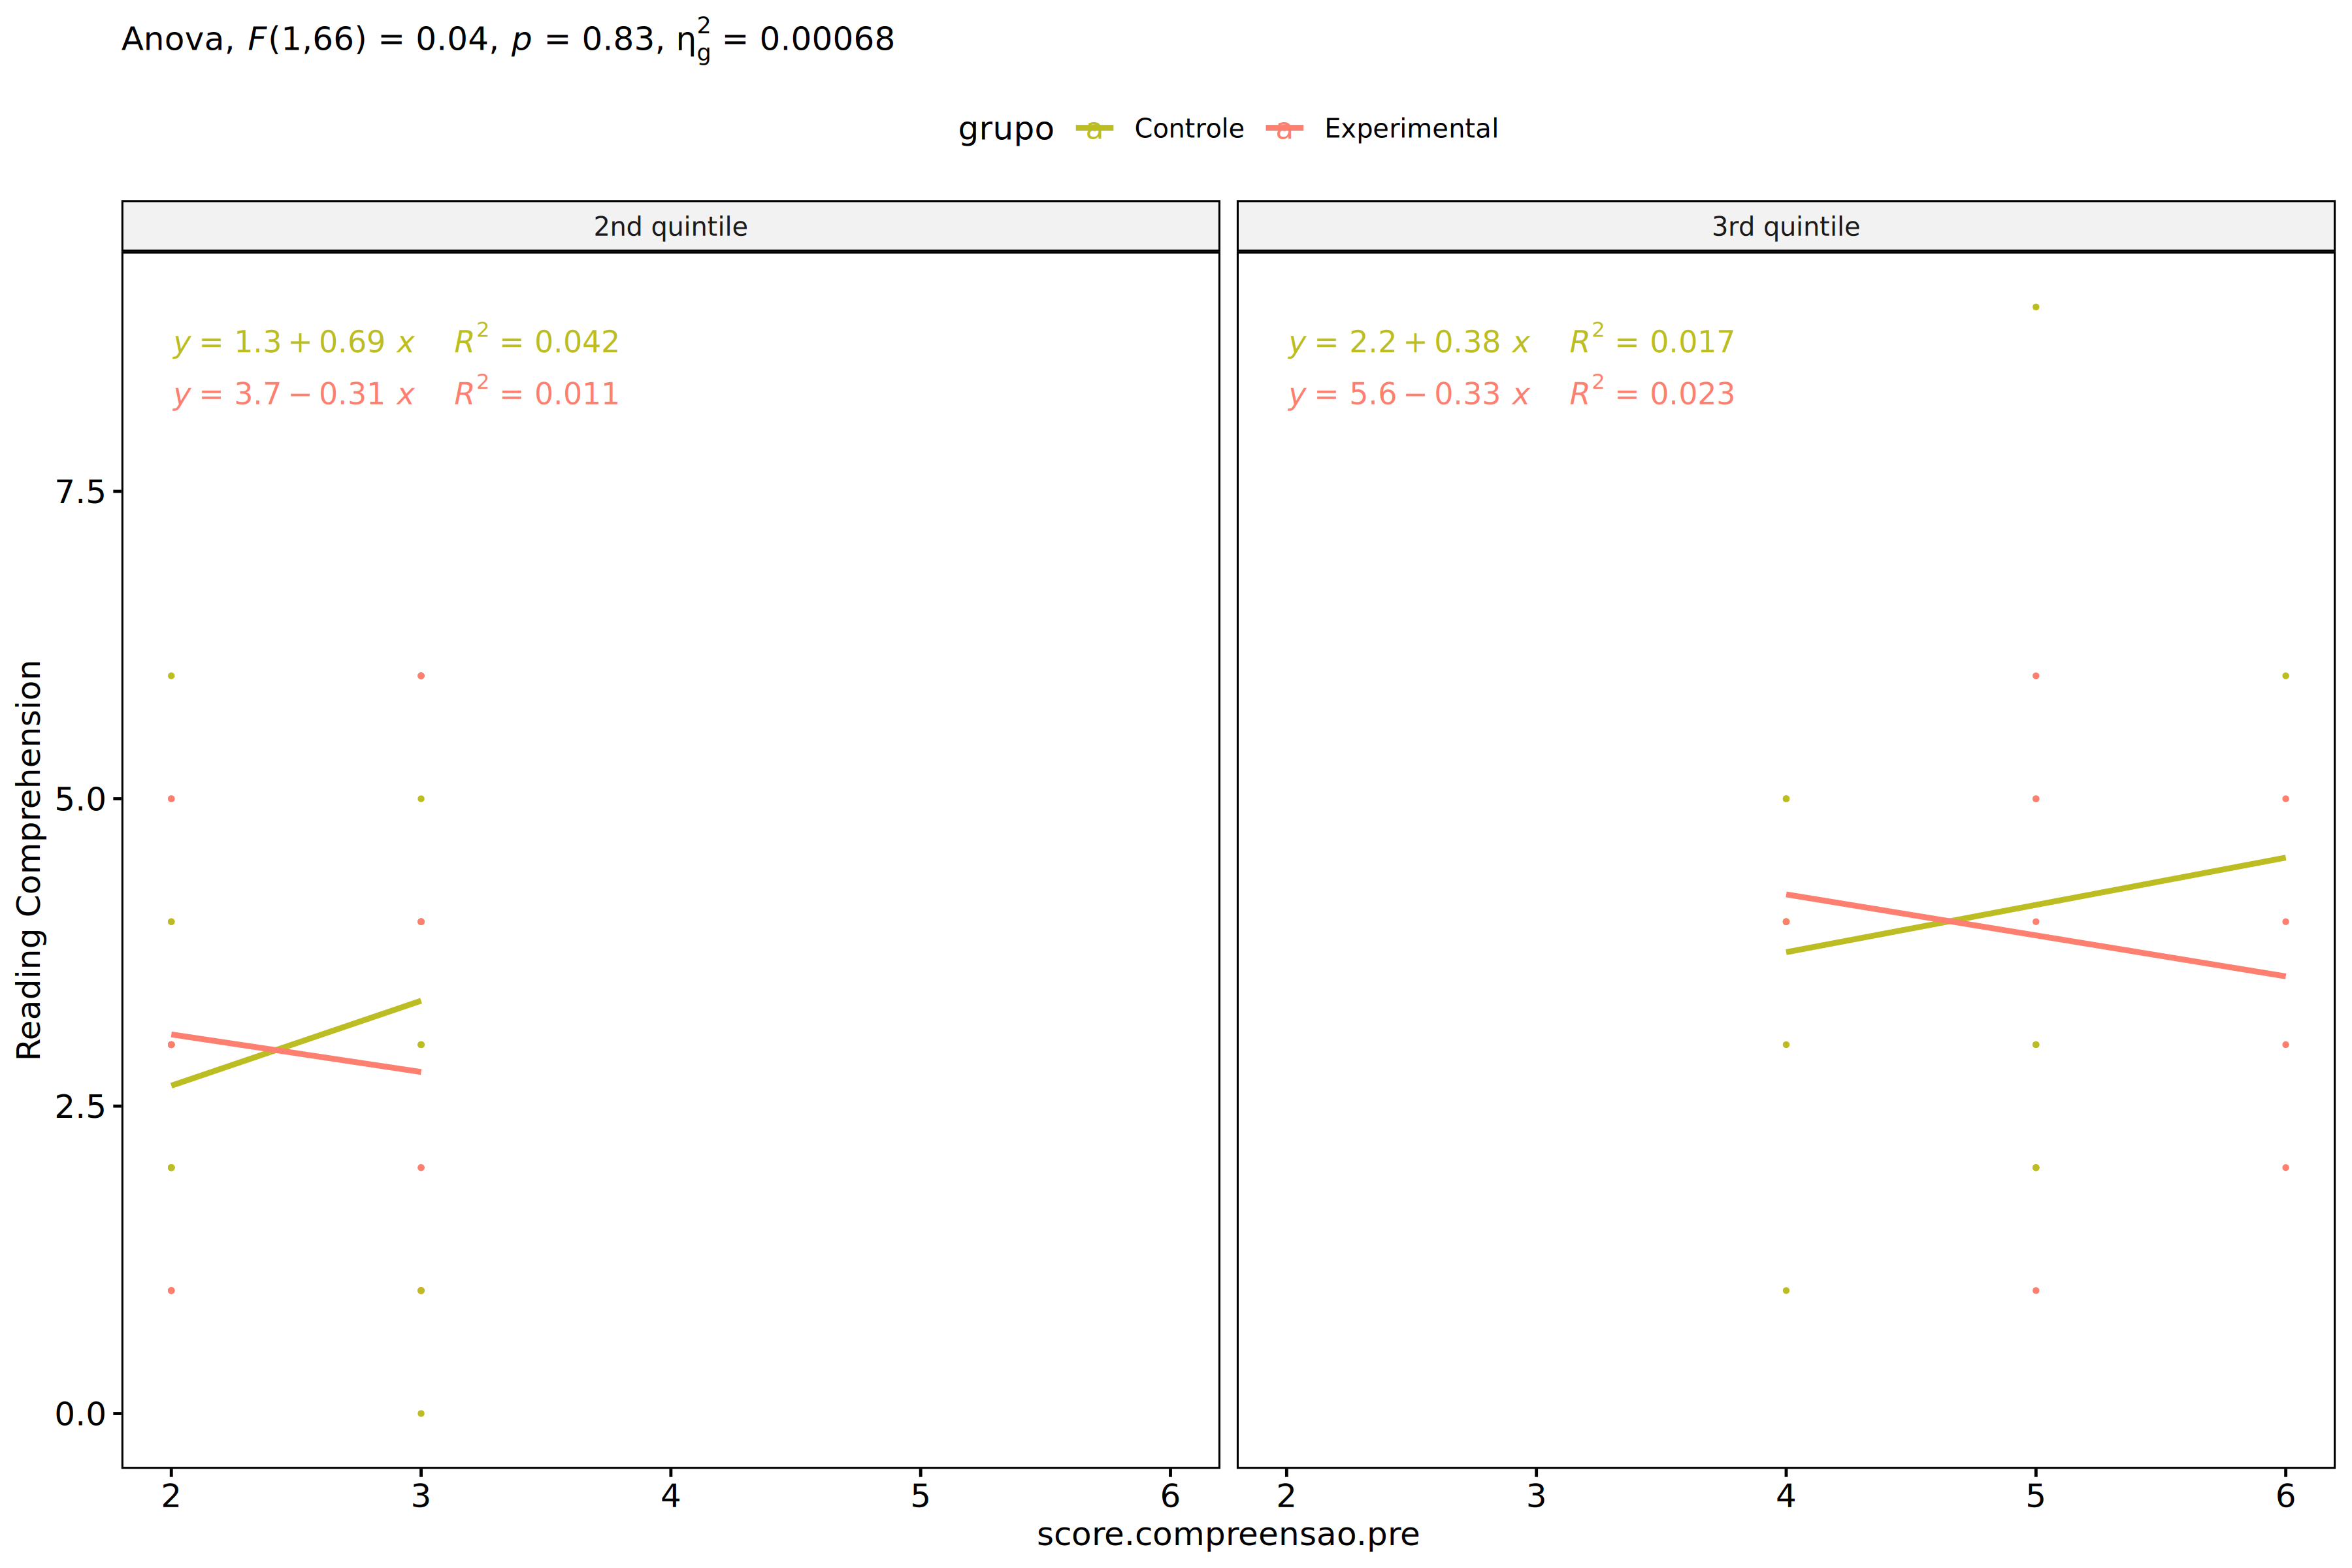 Anova, F(1,66) = 0.04, p = 0.83, η²g = 0.00068
grupo a Controle a Experimental
2nd quintile
3rd quintile
y = 1.3 + 0.69 x R² = 0.042
y = 3.7 − 0.31 x R² = 0.011
y = 2.2 + 0.38 x R² = 0.017
y = 5.6 − 0.33 x R² = 0.023
Reading Comprehension
7.5
5.0
2.5
0.0
2 3 4 5 6
2 3 4 5 6
score.compreensao.pre